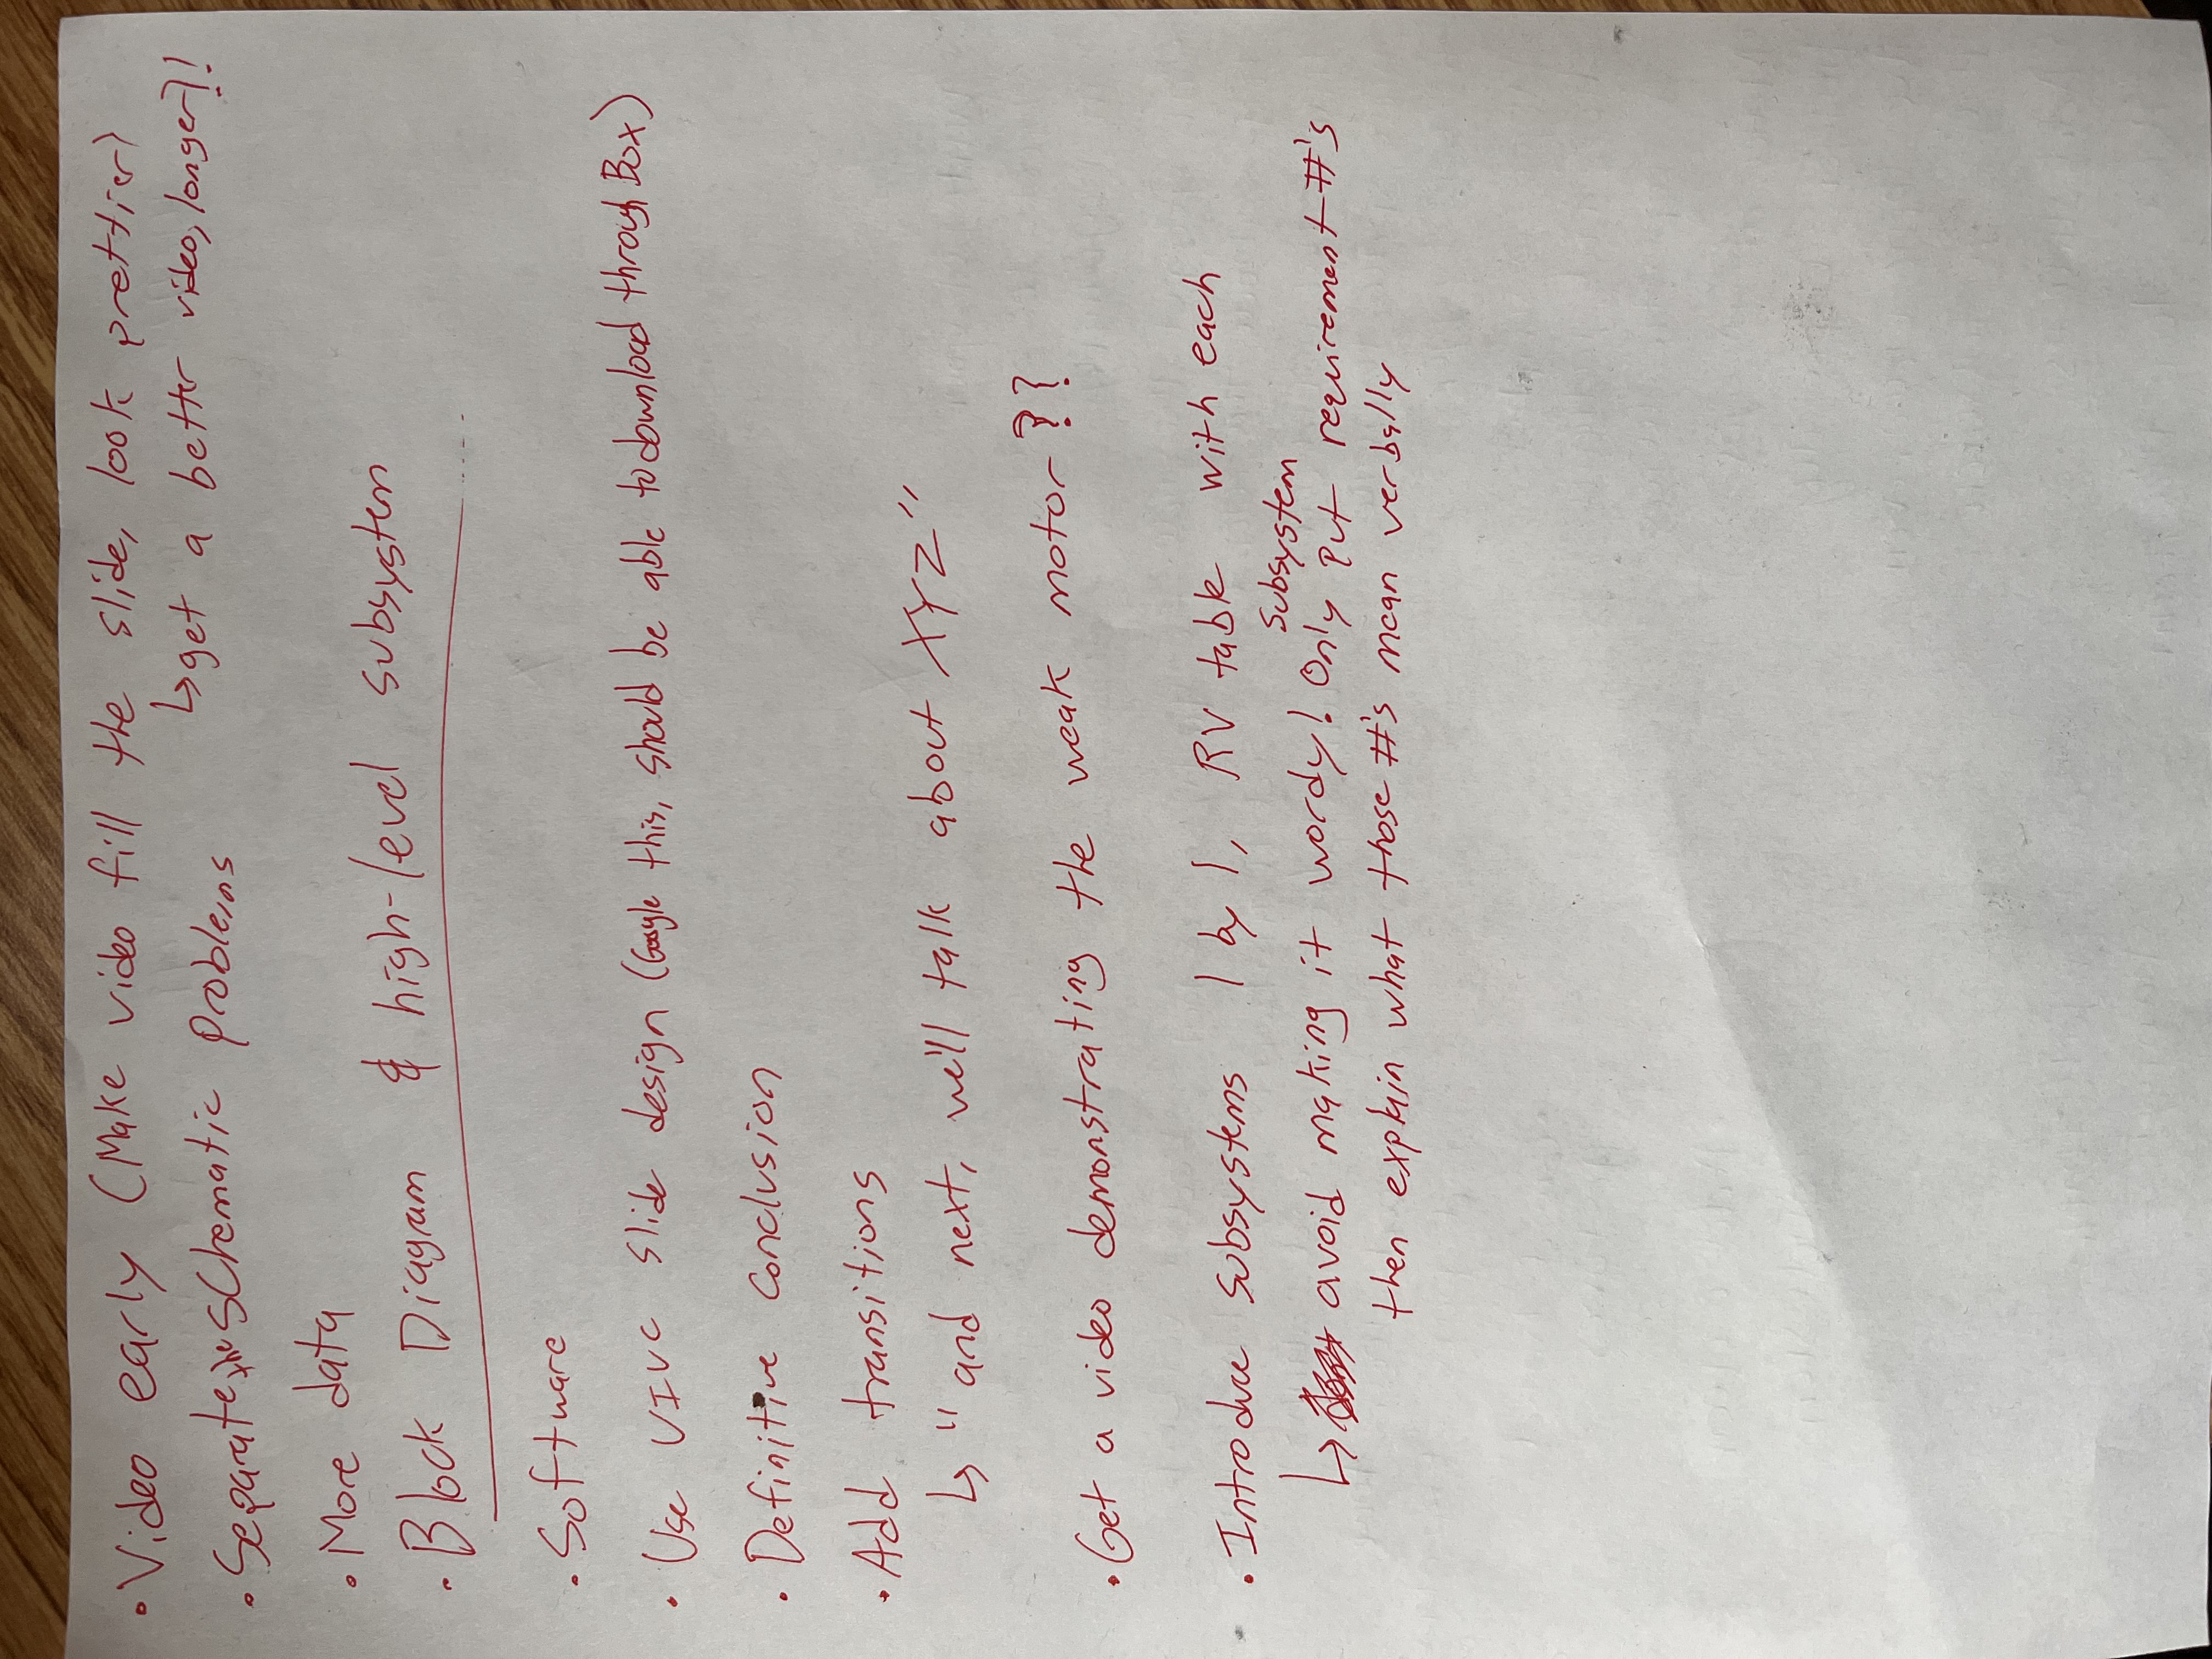 • Video early (Make video fill the slide, look prettier)
↳ get a better video, longer?!
• Separate the schematic problems
• More data
• Block Diagram & high-level subsystem
• Software
• Use UIUC slide design (Google this, should be able to download through Box)
• Definitive conclusion
• Add transitions
↳ "and next, we'll talk about XYZ"
• Get a video demonstrating the weak motor??
• Introduce subsystems 1 by 1, RV table with each
subsystem
↳ avoid making it wordy! Only put requirement #'s
then explain what those #'s mean verbally